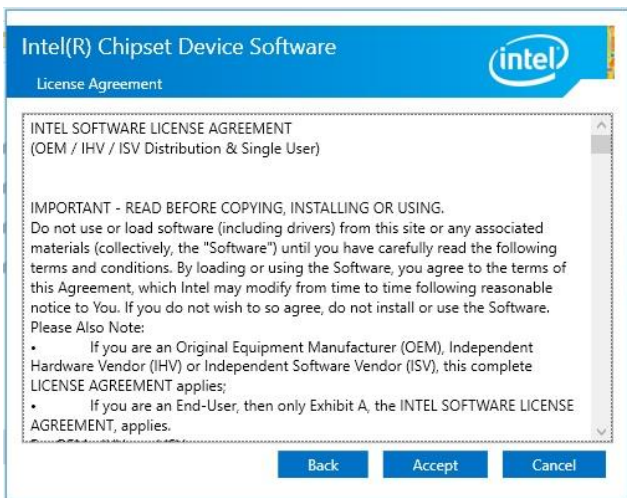 Intel(R) Chipset Device Software
intel
License Agreement
INTEL SOFTWARE LICENSE AGREEMENT
(OEM / IHV / ISV Distribution & Single User)
IMPORTANT - READ BEFORE COPYING, INSTALLING OR USING.
Do not use or load software (including drivers) from this site or any associated
materials (collectively, the "Software") until you have carefully read the following
terms and conditions. By loading or using the Software, you agree to the terms of
this Agreement, which Intel may modify from time to time following reasonable
notice to You. If you do not wish to so agree, do not install or use the Software.
Please Also Note:
• If you are an Original Equipment Manufacturer (OEM), Independent
Hardware Vendor (IHV) or Independent Software Vendor (ISV), this complete
LICENSE AGREEMENT applies;
• If you are an End-User, then only Exhibit A, the INTEL SOFTWARE LICENSE
AGREEMENT, applies.
Back Accept Cancel